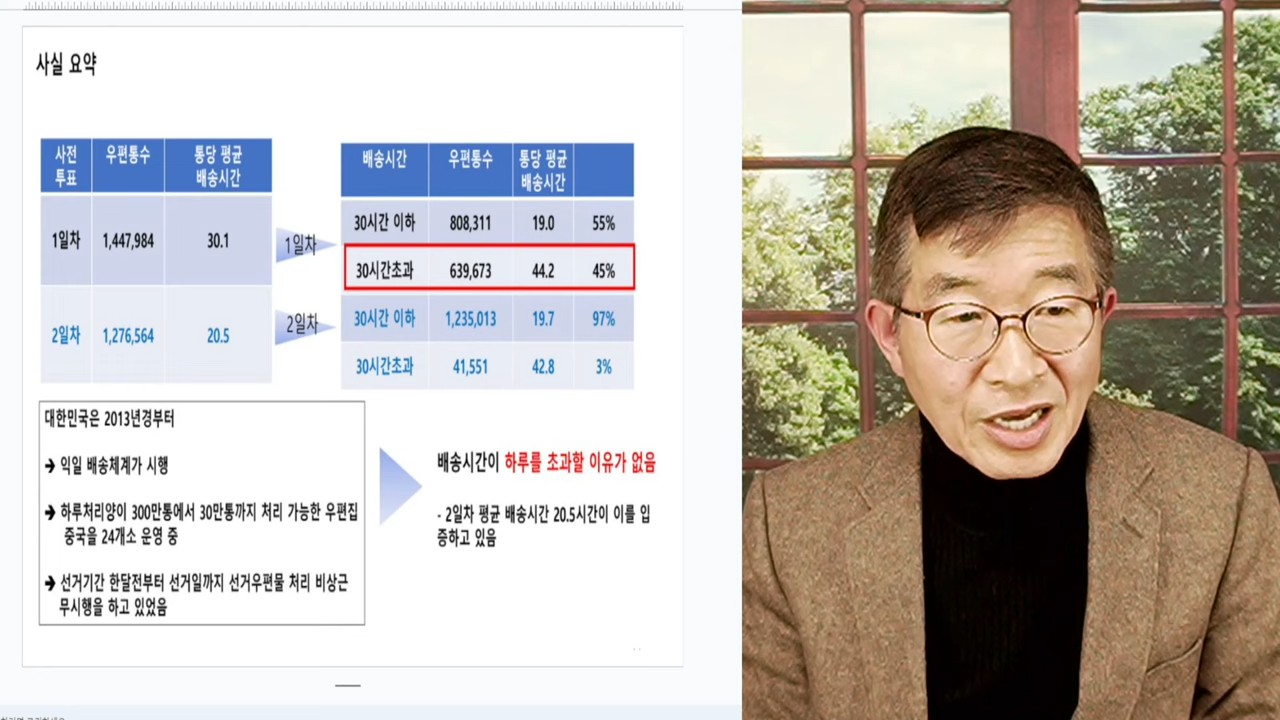 사실 요약
사전
투표
우편통수
통당 평균
배송시간
1일차
1,447,984
30.1
2일차
1,276,564
20.5
1일차
2일차
배송시간
우편통수
통당 평균
배송시간
30시간 이하
808,311
19.0
55%
30시간초과
639,673
44.2
45%
30시간 이하
1,235,013
19.7
97%
30시간초과
41,551
42.8
3%
대한민국은 2013년경부터
➔ 익일 배송체계가 시행
➔ 하루처리양이 300만통에서 30만통까지 처리 가능한 우편집
중국을 24개소 운영 중
➔ 선거기간 한달전부터 선거일까지 선거우편물 처리 비상근
무시행을 하고 있었음
배송시간이 하루를 초과할 이유가 없음
- 2일차 평균 배송시간 20.5시간이 이를 입
증하고 있음